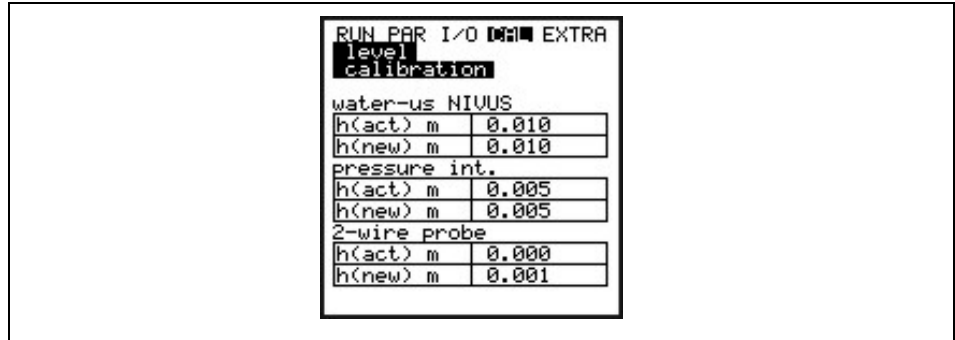 RUN PAR I/O CAL EXTRA
level
calibration
water-us NIVUS
h(act) m 0.010
h(new) m 0.010
pressure int.
h(act) m 0.005
h(new) m 0.005
2-wire probe
h(act) m 0.000
h(new) m 0.001